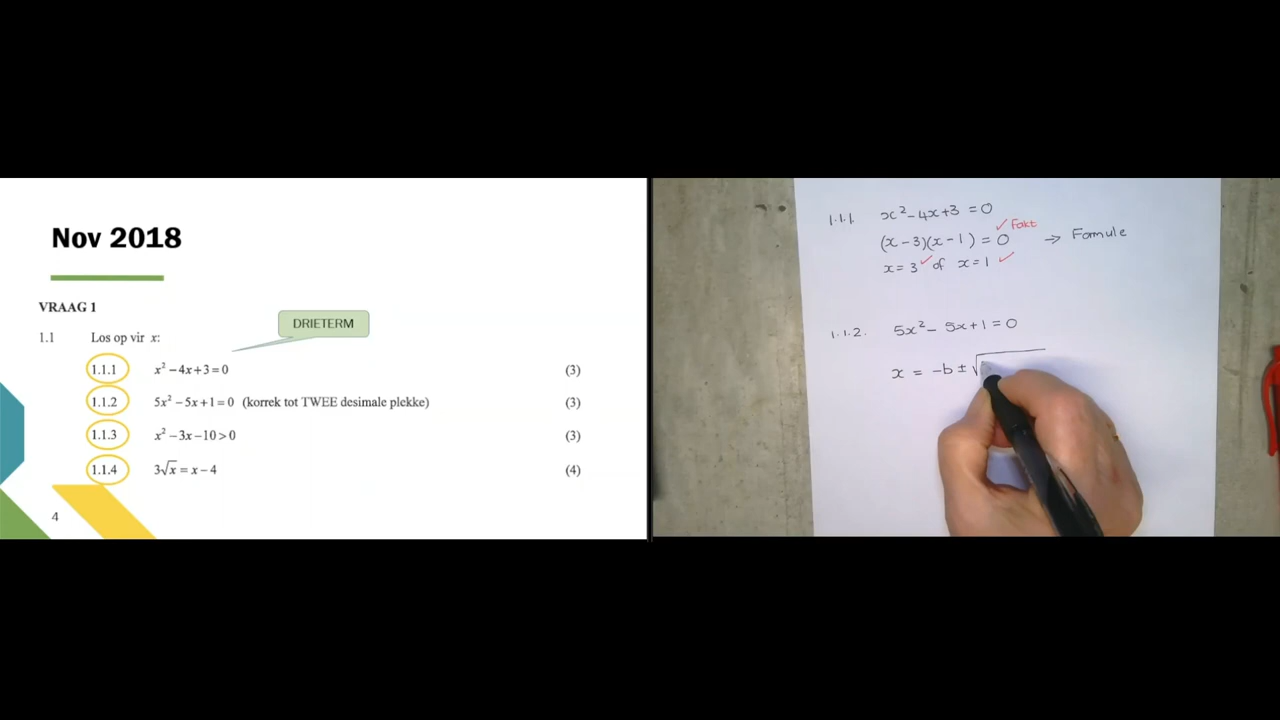 Nov 2018
VRAAG 1
1.1 Los op vir x:
DRIETERM
1.1.1 x² − 4x + 3 = 0 (3)
1.1.2 5x² − 5x + 1 = 0 (korrek tot TWEE desimale plekke) (3)
1.1.3 x² − 3x − 10 > 0 (3)
1.1.4 3√x = x − 4 (4)
4
1.1.1. x² − 4x + 3 = 0
✓ Fakt
(x − 3)(x − 1) = 0 → Formule
x = 3 ✓ of x = 1 ✓
1.1.2. 5x² − 5x + 1 = 0
x = −b ± √